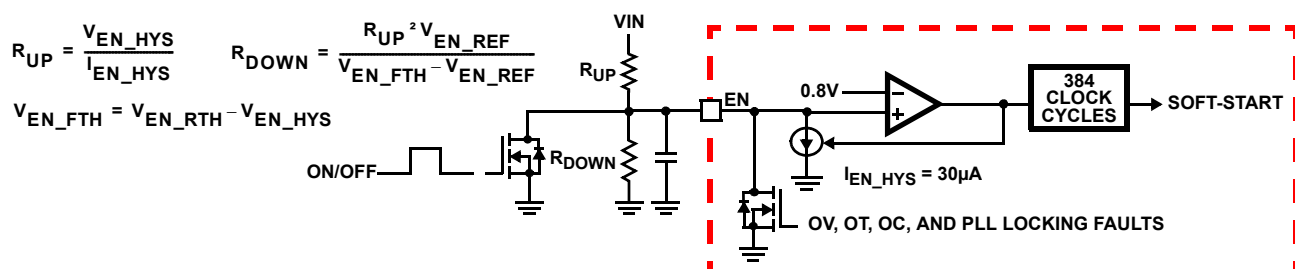 R_UP = V_EN_HYS / I_EN_HYS
R_DOWN = R_UP ² V_EN_REF / V_EN_FTH – V_EN_REF
V_EN_FTH = V_EN_RTH – V_EN_HYS
VIN
R_UP
R_DOWN
ON/OFF
EN
0.8V
–
+
384
CLOCK
CYCLES
SOFT-START
I_EN_HYS = 30µA
OV, OT, OC, AND PLL LOCKING FAULTS